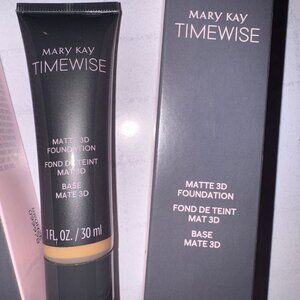 MARY KAY
TIMEWISE
MATTE 3D
FOUNDATION
FOND DE TEINT
MAT 3D
BASE
MATE 3D
1 FL. OZ. / 30 ml
MARY KAY
TIMEWISE
MATTE 3D
FOUNDATION
FOND DE TEINT
MAT 3D
BASE
MATE 3D